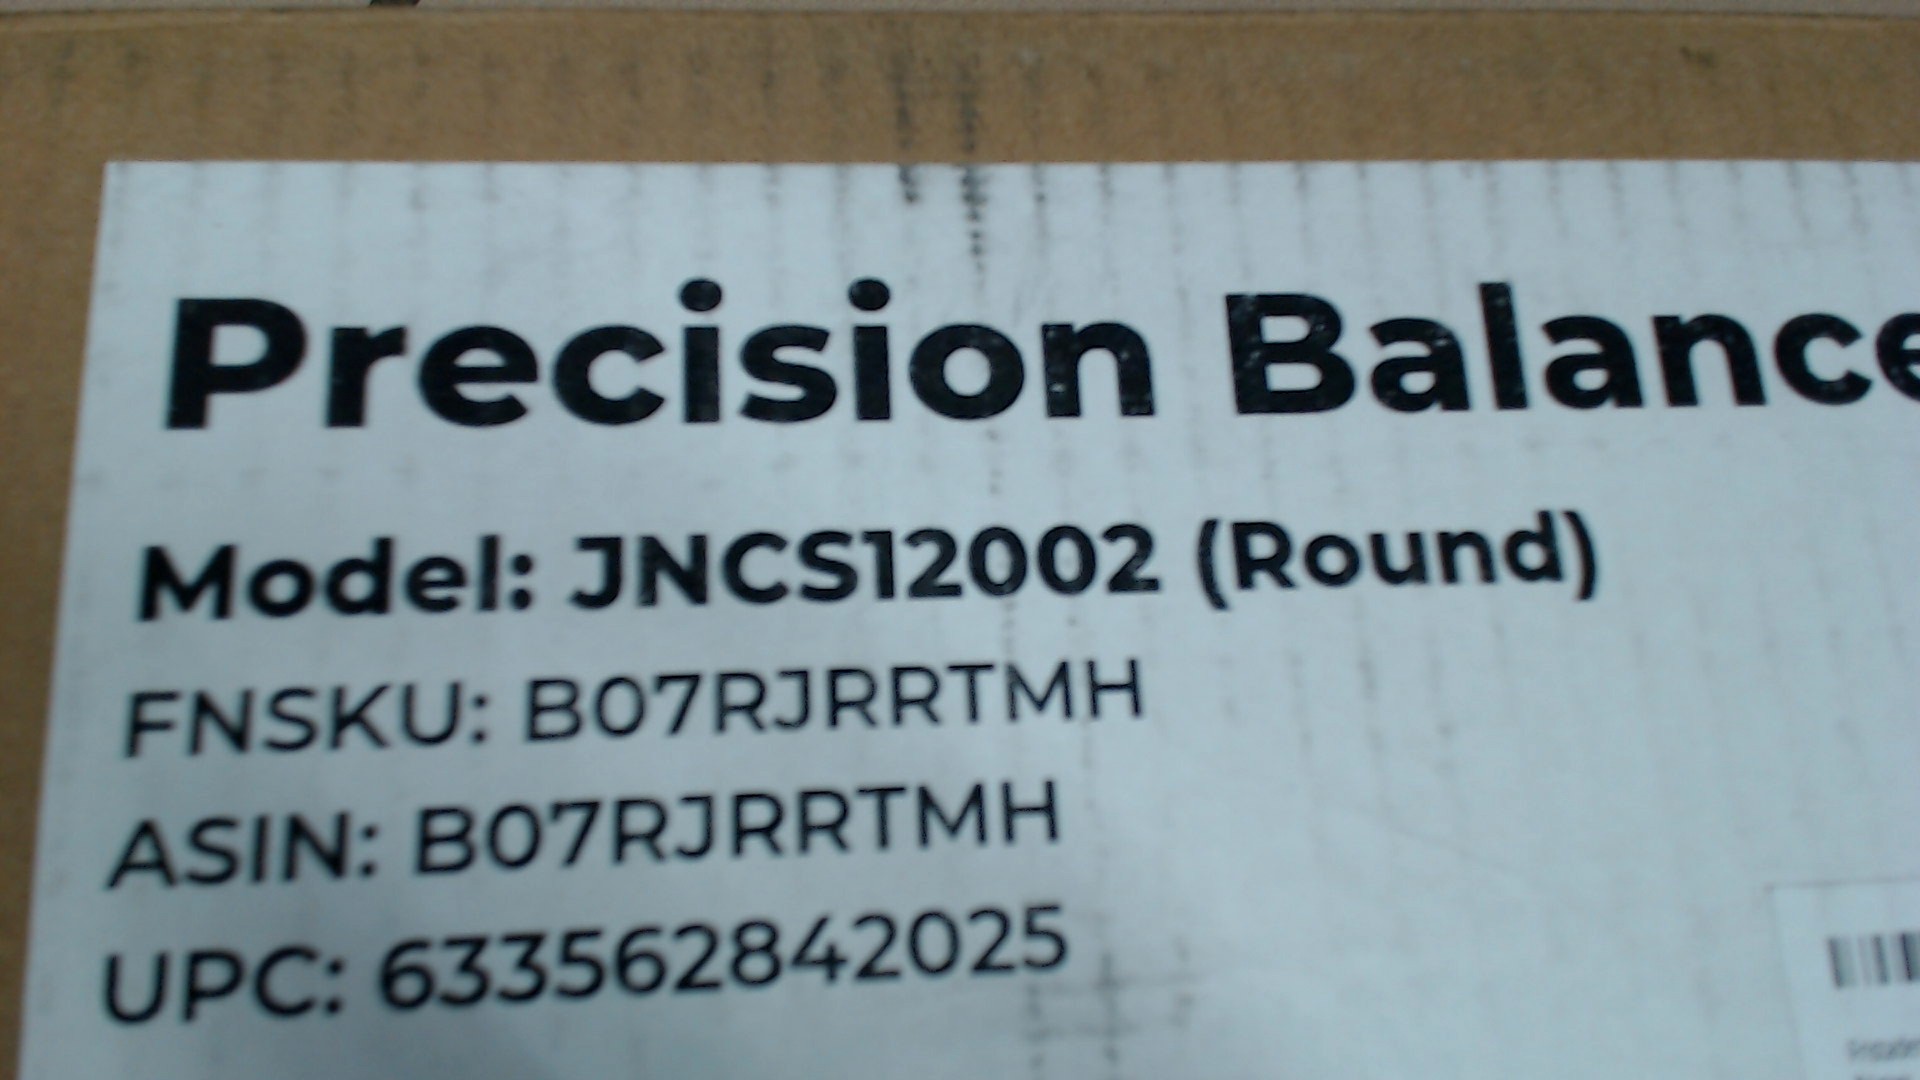 Precision Balance
Model: JNCS12002 (Round)
FNSKU: B07RJRRTMH
ASIN: B07RJRRTMH
UPC: 633562842025